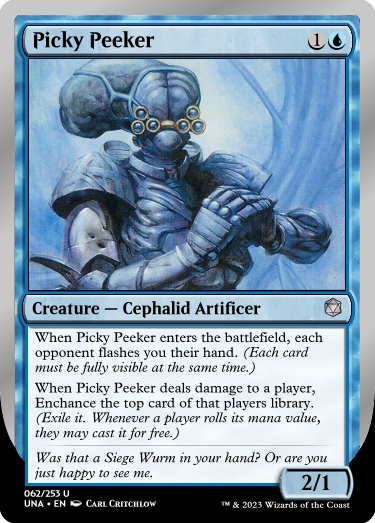 Picky Peeker 1
Creature — Cephalid Artificer
When Picky Peeker enters the battlefield, each
opponent flashes you their hand. (Each card
must be fully visible at the same time.)
When Picky Peeker deals damage to a player,
Enchance the top card of that players library.
(Exile it. Whenever a player rolls its mana value,
they may cast it for free.)
Was that a Siege Wurm in your hand? Or are you
just happy to see me.
2/1
062/253 U
UNA • EN Carl Critchlow
™ & 2023 Wizards of the Coast